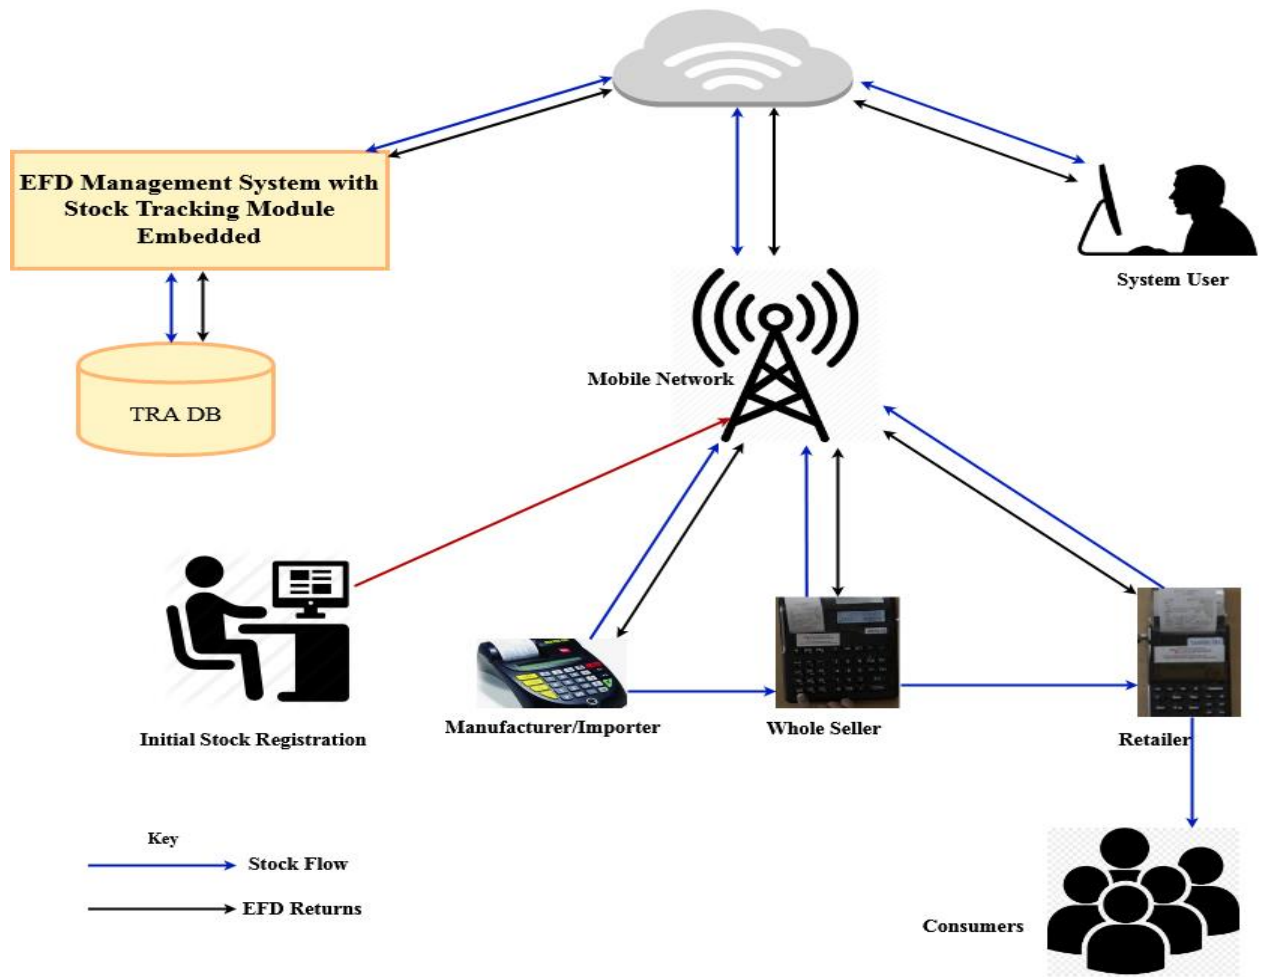 EFD Management System with
Stock Tracking Module
Embedded
System User
TRA DB
Mobile Network
Initial Stock Registration
Manufacturer/Importer
Whole Seller
Retailer
Key
Stock Flow
EFD Returns
Consumers